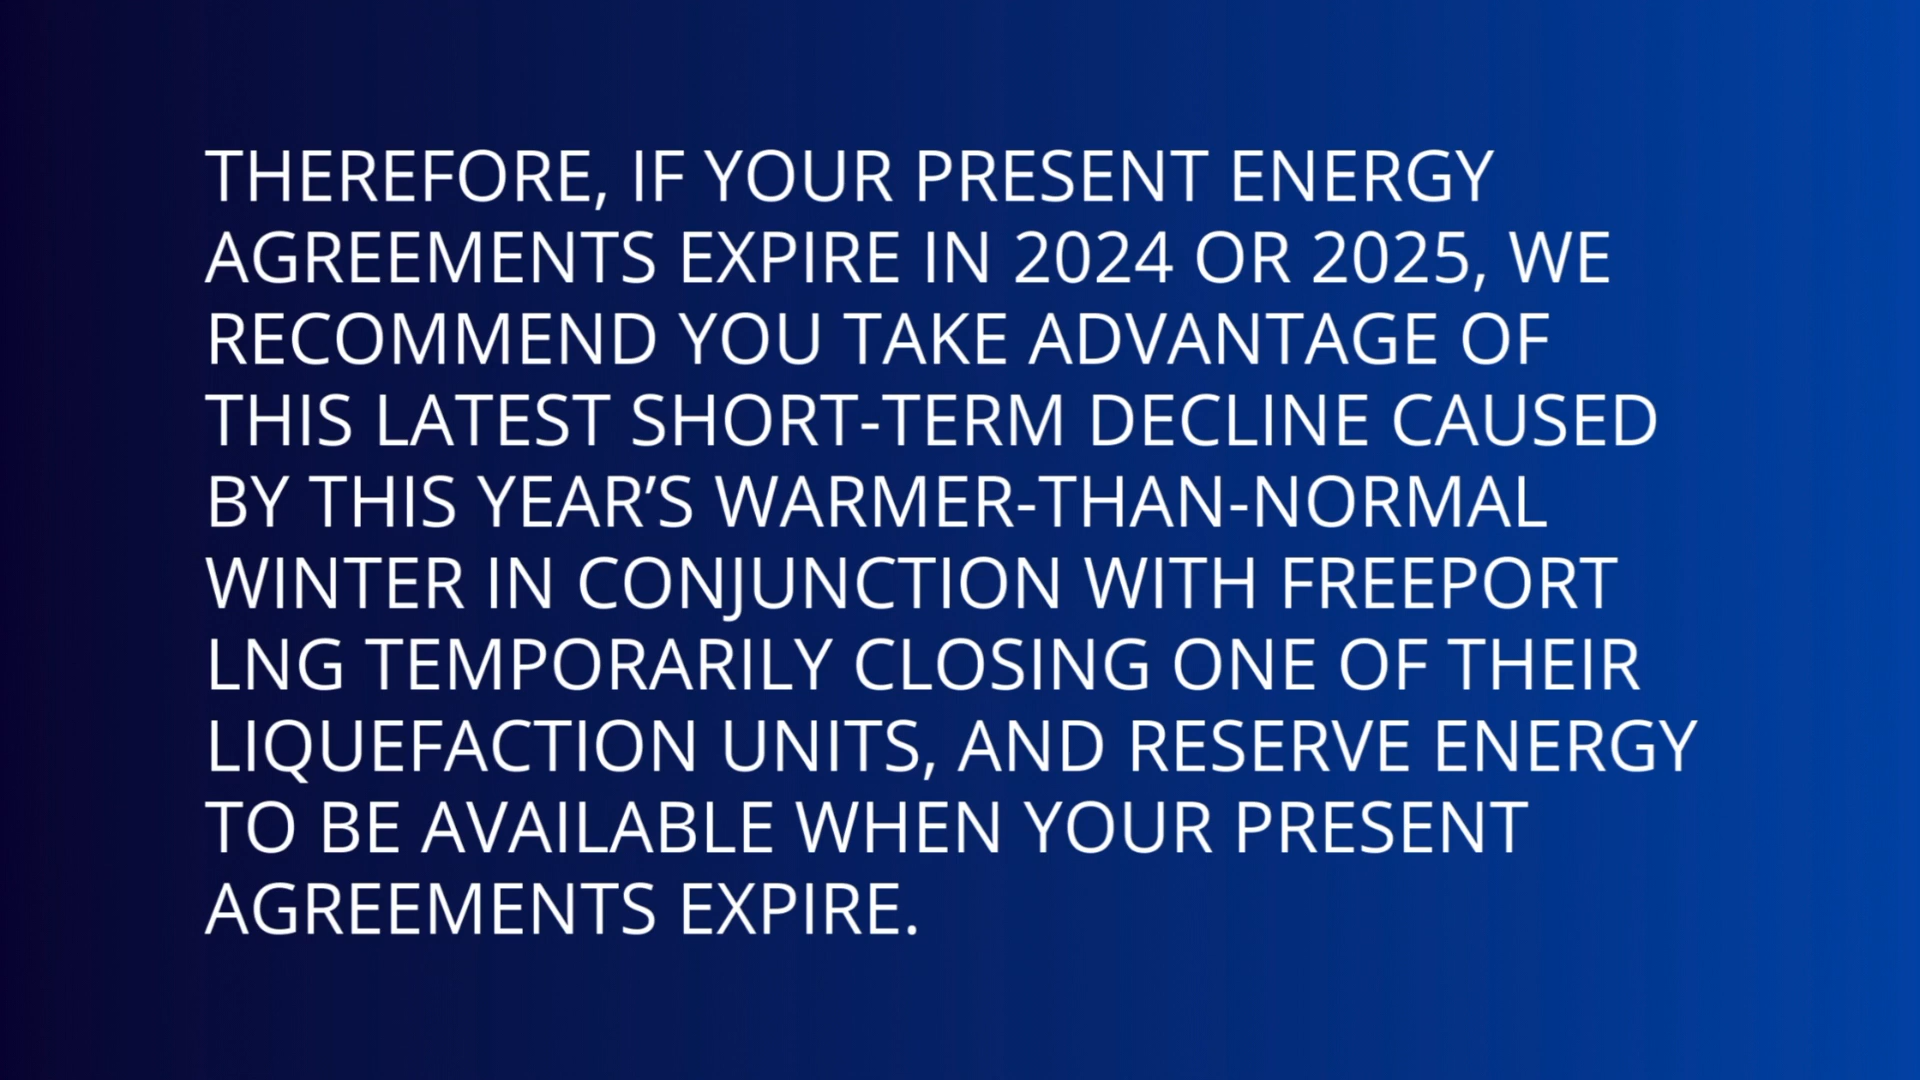 THEREFORE, IF YOUR PRESENT ENERGY
AGREEMENTS EXPIRE IN 2024 OR 2025, WE
RECOMMEND YOU TAKE ADVANTAGE OF
THIS LATEST SHORT-TERM DECLINE CAUSED
BY THIS YEAR’S WARMER-THAN-NORMAL
WINTER IN CONJUNCTION WITH FREEPORT
LNG TEMPORARILY CLOSING ONE OF THEIR
LIQUEFACTION UNITS, AND RESERVE ENERGY
TO BE AVAILABLE WHEN YOUR PRESENT
AGREEMENTS EXPIRE.